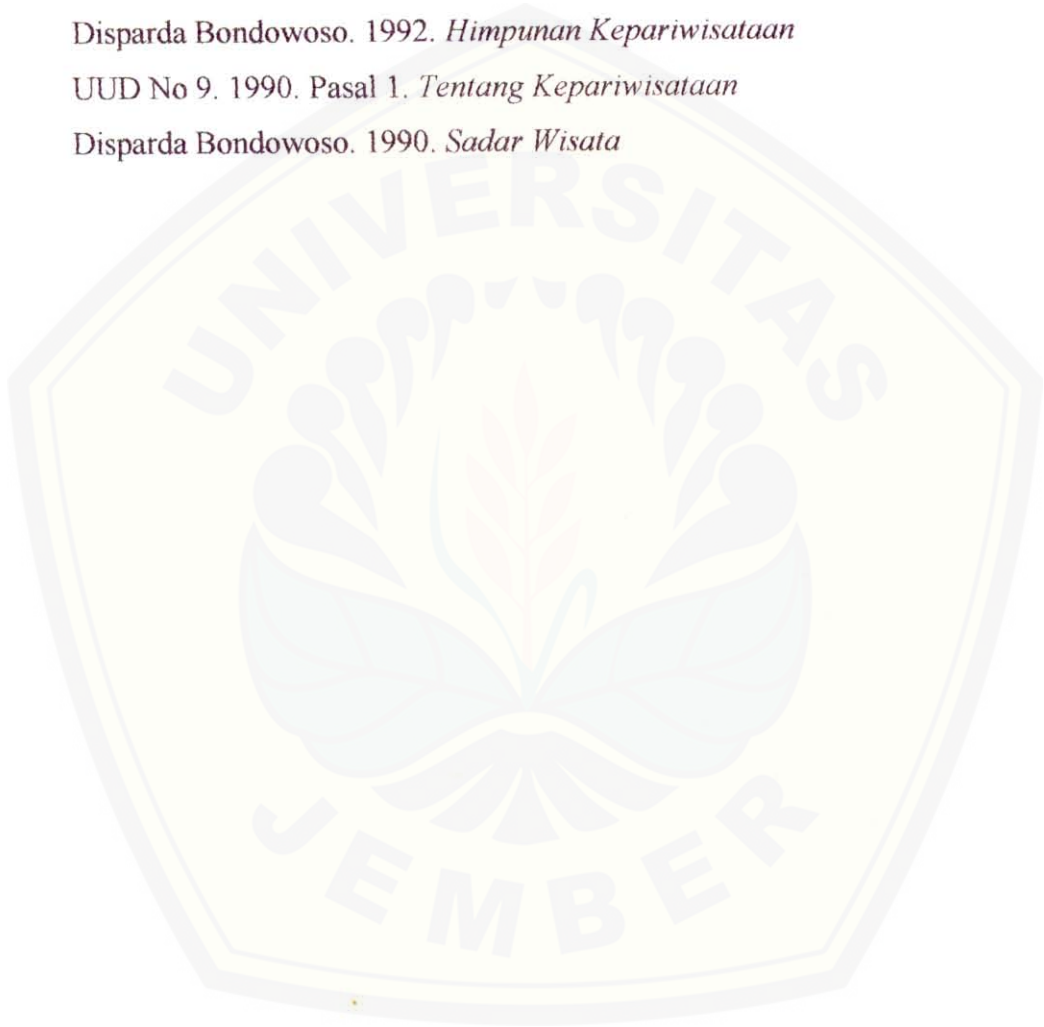 Disparda Bondowoso. 1992. Himpunan Kepariwisataan
UUD No 9. 1990. Pasal 1. Tentang Kepariwisataan
Disparda Bondowoso. 1990. Sadar Wisata
UNIVERSITAS
JEMBER